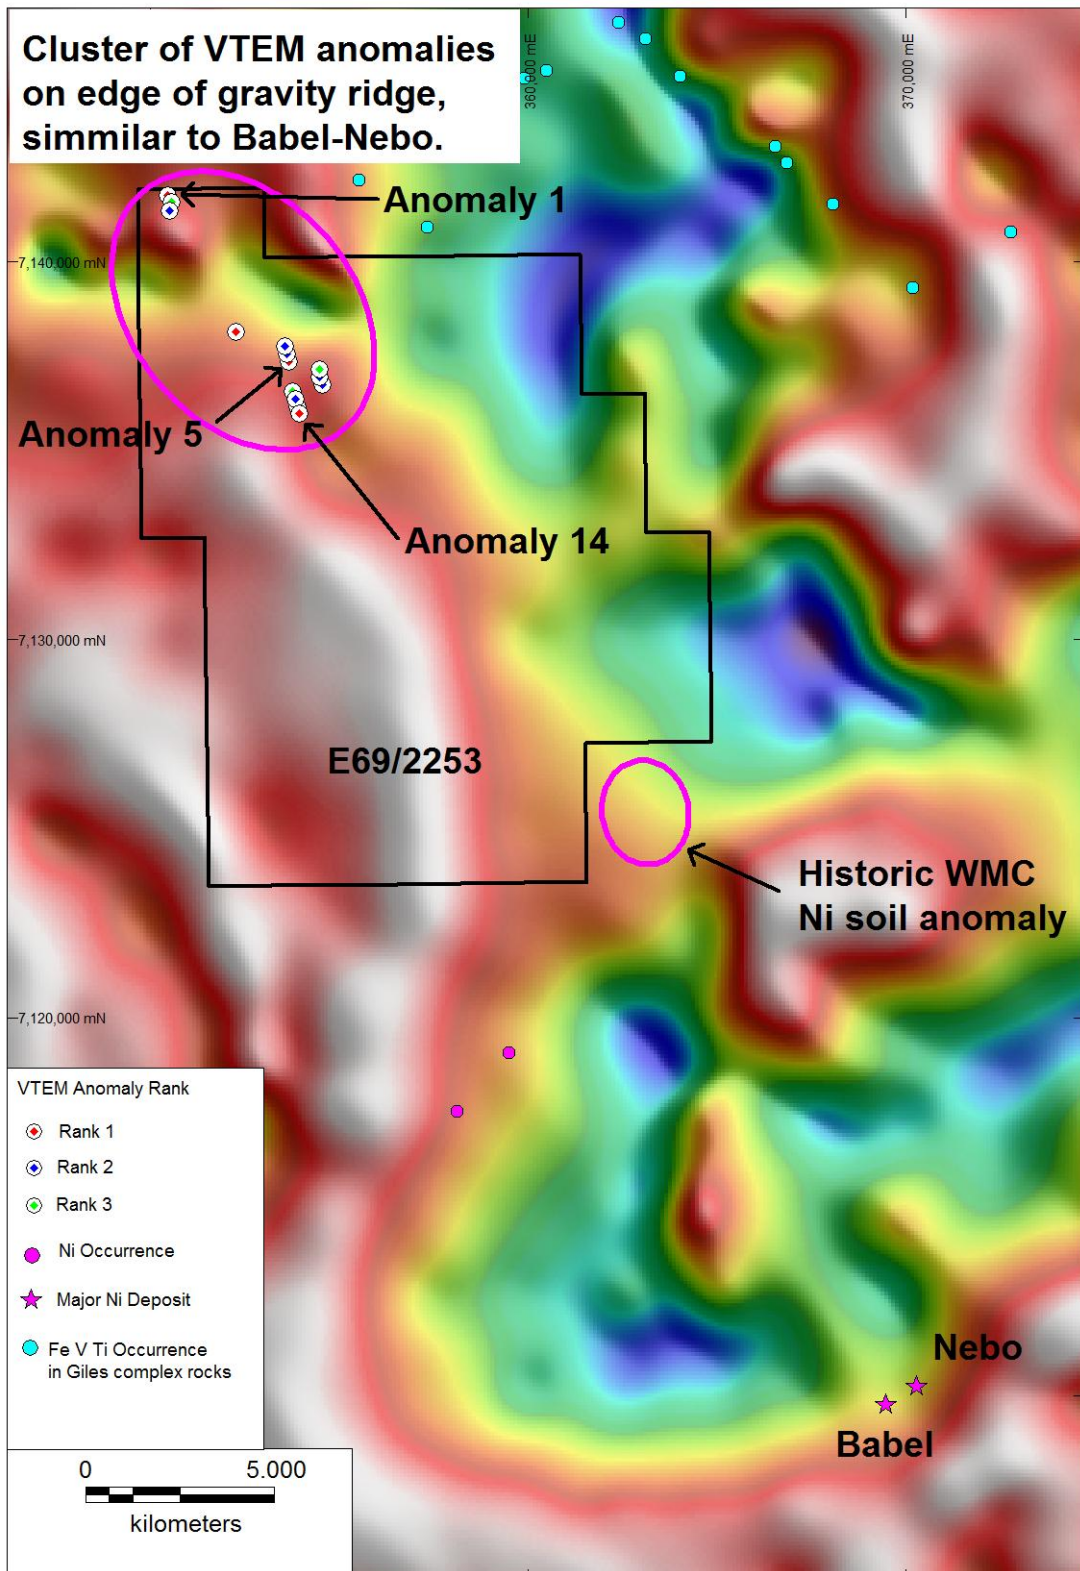 Cluster of VTEM anomalies
on edge of gravity ridge,
simmilar to Babel-Nebo.
360,000 mE
370,000 mE
Anomaly 1
7,140,000 mN
Anomaly 5
Anomaly 14
7,130,000 mN
E69/2253
Historic WMC
Ni soil anomaly
7,120,000 mN
VTEM Anomaly Rank
Rank 1
Rank 2
Rank 3
Ni Occurrence
Major Ni Deposit
Fe V Ti Occurrence
in Giles complex rocks
Nebo
Babel
0 5.000
kilometers